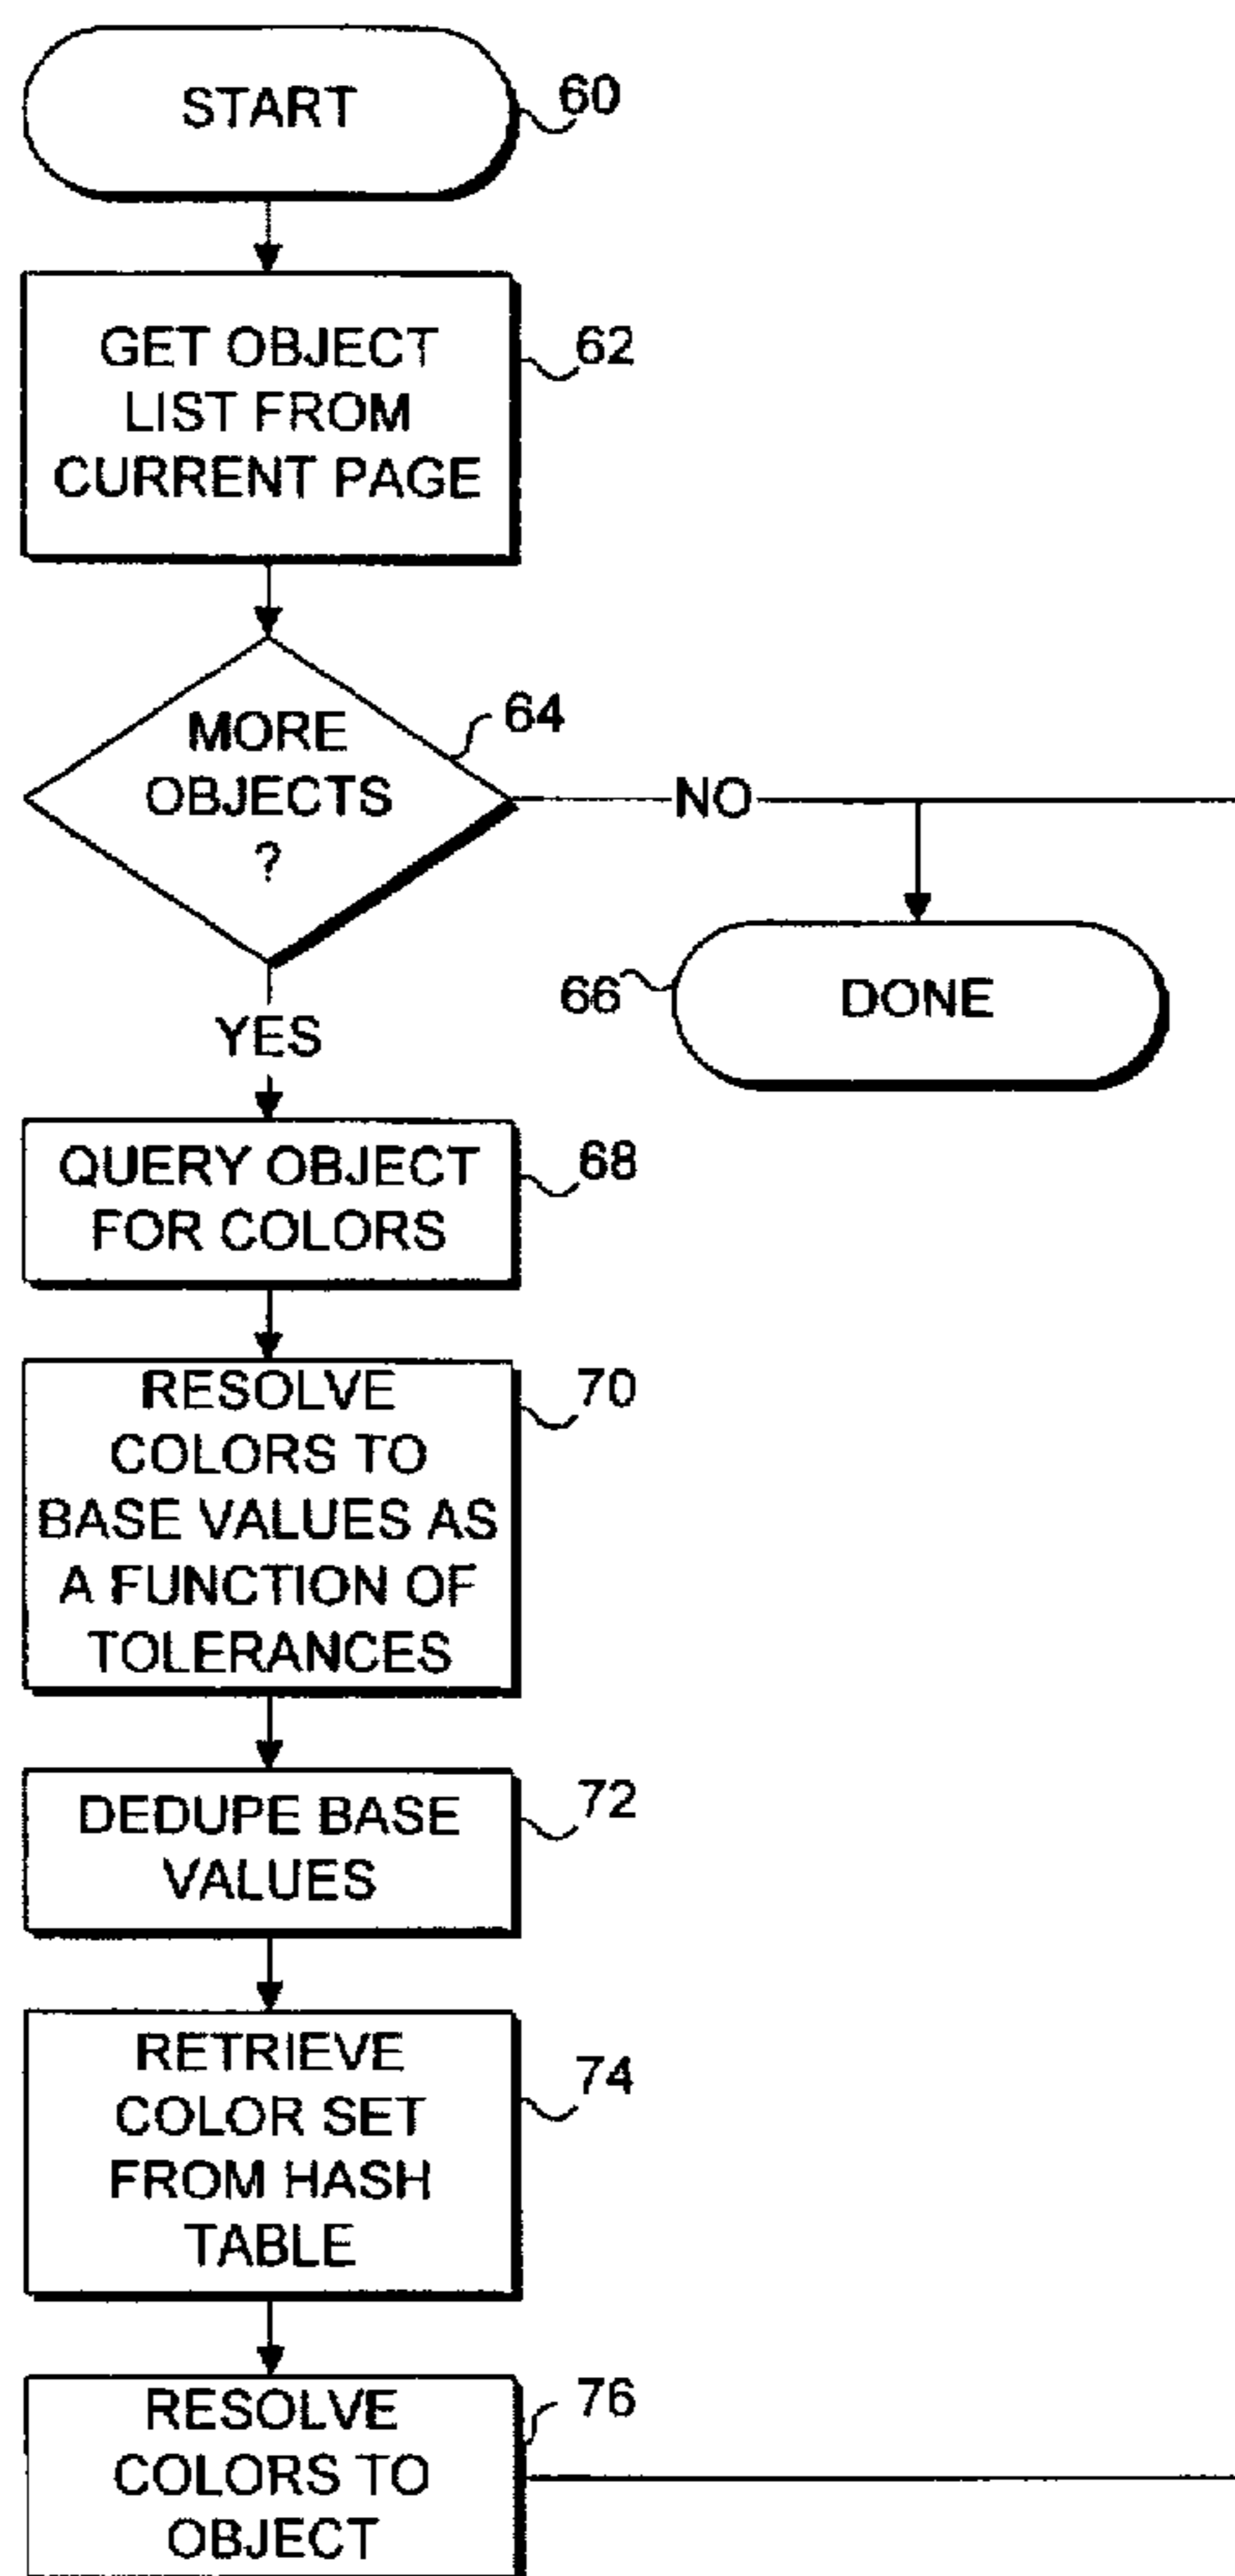 START
60
GET OBJECT
LIST FROM
CURRENT PAGE
62
MORE
OBJECTS
?
64
NO
66
DONE
YES
QUERY OBJECT
FOR COLORS
68
RESOLVE
COLORS TO
BASE VALUES AS
A FUNCTION OF
TOLERANCES
70
DEDUPE BASE
VALUES
72
RETRIEVE
COLOR SET
FROM HASH
TABLE
74
RESOLVE
COLORS TO
OBJECT
76